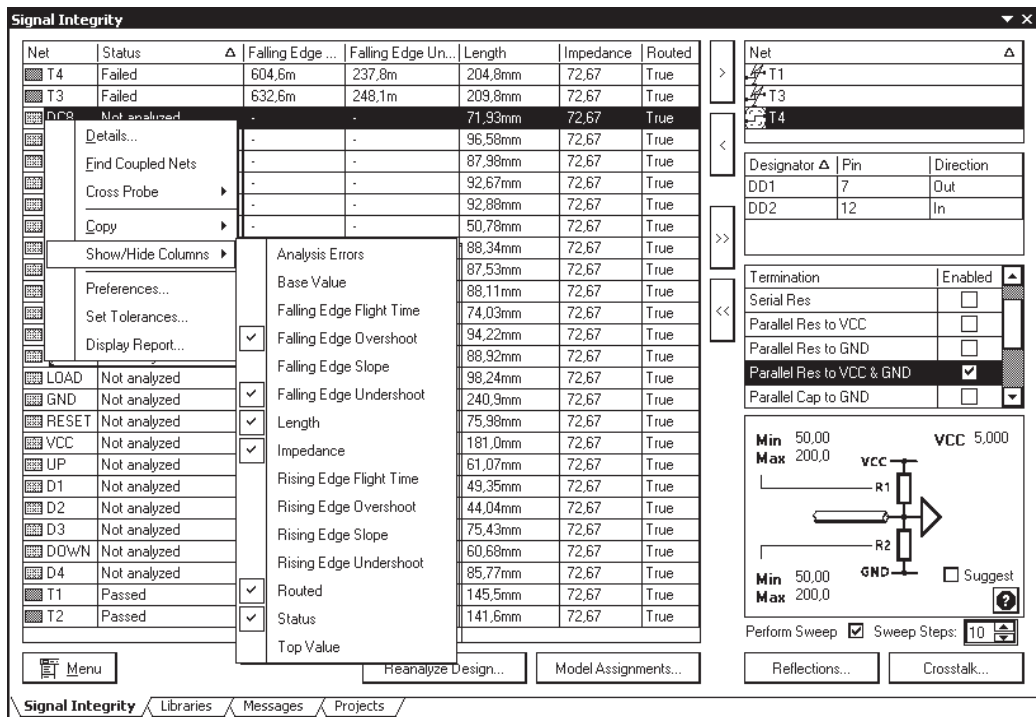 Signal Integrity
Net Status Falling Edge ... Falling Edge Un... Length Impedance Routed
T4 Failed 604,6m 237,8m 204,8mm 72,67 True
T3 Failed 632,6m 248,1m 209,8mm 72,67 True
DC8 Not analyzed - - 71,93mm 72,67 True
- - 96,58mm 72,67 True
- - 87,98mm 72,67 True
- - 92,67mm 72,67 True
- - 92,88mm 72,67 True
- - 50,78mm 72,67 True
88,34mm 72,67 True
87,53mm 72,67 True
88,11mm 72,67 True
74,03mm 72,67 True
94,22mm 72,67 True
88,92mm 72,67 True
LOAD Not analyzed 98,24mm 72,67 True
GND Not analyzed 240,9mm 72,67 True
RESET Not analyzed 75,98mm 72,67 True
VCC Not analyzed 181,0mm 72,67 True
UP Not analyzed 61,07mm 72,67 True
D1 Not analyzed 49,35mm 72,67 True
D2 Not analyzed 44,04mm 72,67 True
D3 Not analyzed 75,43mm 72,67 True
DOWN Not analyzed 60,68mm 72,67 True
D4 Not analyzed 85,77mm 72,67 True
T1 Passed 145,5mm 72,67 True
T2 Passed 141,6mm 72,67 True
Details...
Find Coupled Nets
Cross Probe
Copy
Show/Hide Columns
Preferences...
Set Tolerances...
Display Report...
Analysis Errors
Base Value
Falling Edge Flight Time
Falling Edge Overshoot
Falling Edge Slope
Falling Edge Undershoot
Length
Impedance
Rising Edge Flight Time
Rising Edge Overshoot
Rising Edge Slope
Rising Edge Undershoot
Routed
Status
Top Value
Menu
Reanalyze Design...
Model Assignments...
>
<
>>
<<
Net
T1
T3
T4
Designator Pin Direction
DD1 7 Out
DD2 12 In
Termination Enabled
Serial Res
Parallel Res to VCC
Parallel Res to GND
Parallel Res to VCC & GND
Parallel Cap to GND
Min 50,00 VCC 5,000
Max 200,0
VCC
R1
R2
GND
Min 50,00
Max 200,0
Suggest
?
Perform Sweep Sweep Steps: 10
Reflections... Crosstalk...
Signal Integrity Libraries Messages Projects